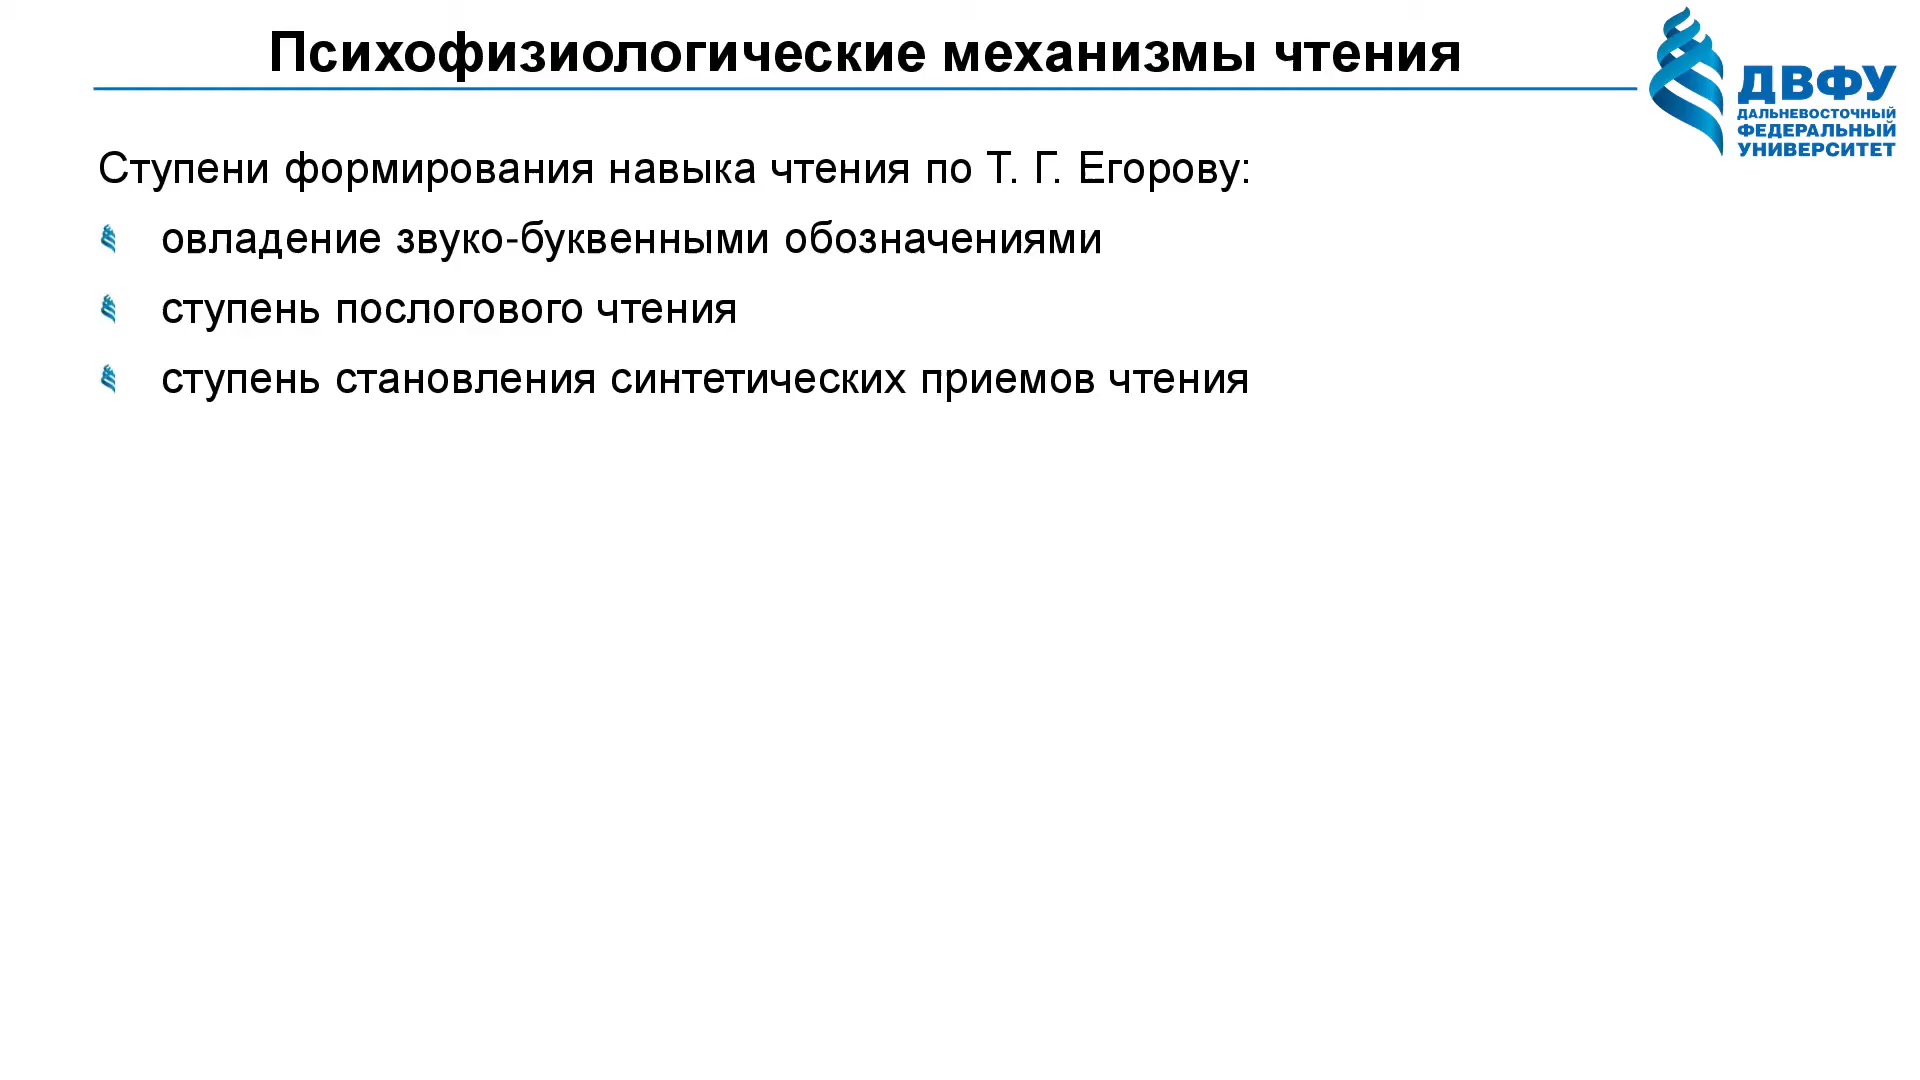 Психофизиологические механизмы чтения
ДВФУ
ДАЛЬНЕВОСТОЧНЫЙ
ФЕДЕРАЛЬНЫЙ
УНИВЕРСИТЕТ
Ступени формирования навыка чтения по Т. Г. Егорову:
овладение звуко-буквенными обозначениями
ступень послогового чтения
ступень становления синтетических приемов чтения